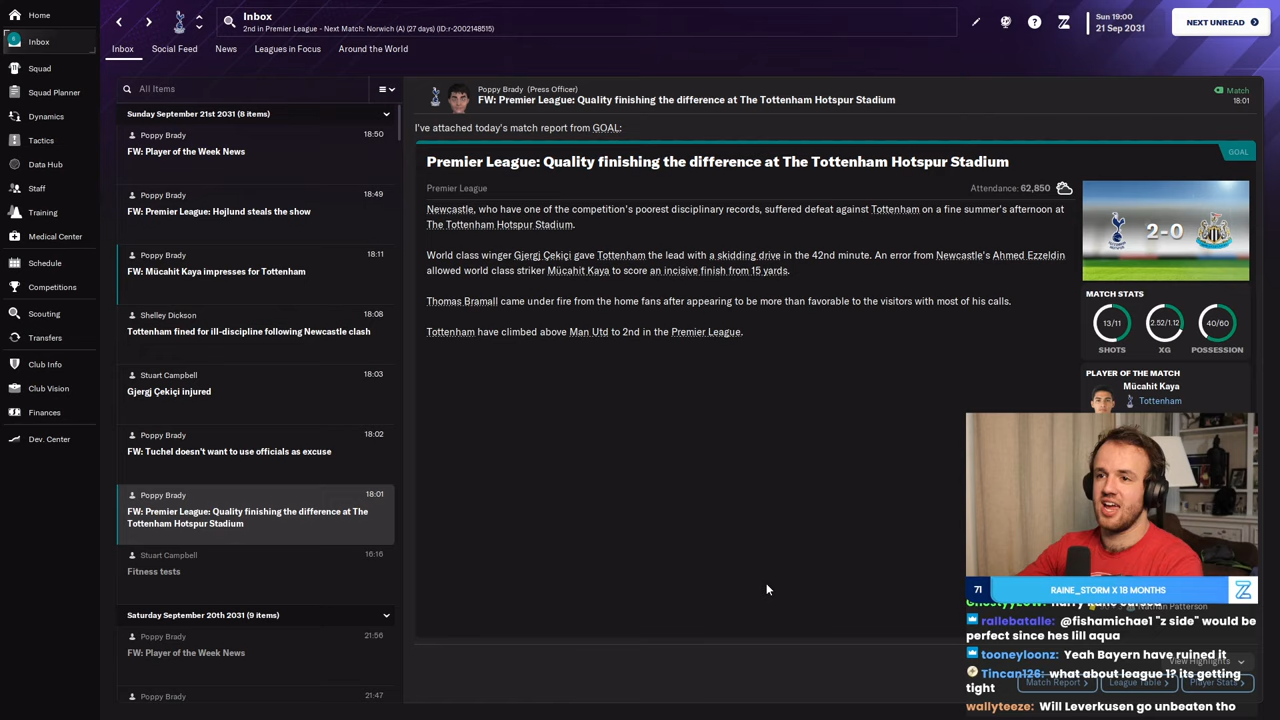 Home
Inbox
2nd in Premier League - Next Match: Norwich (A) (27 days) (ID:r-2002148515)
Sun 19:00
21 Sep 2031
NEXT UNREAD
6
Inbox
Squad
Squad Planner
Dynamics
Tactics
Data Hub
Staff
Training
Medical Center
Schedule
Competitions
Scouting
Transfers
Club Info
Club Vision
Finances
Dev. Center
Inbox
Social Feed
News
Leagues in Focus
Around the World
All Items
Sunday September 21st 2031 (8 items)
Poppy Brady
18:50
FW: Player of the Week News
Poppy Brady
18:49
FW: Premier League: Højlund steals the show
Poppy Brady
18:11
FW: Mücahit Kaya impresses for Tottenham
Shelley Dickson
18:08
Tottenham fined for ill-discipline following Newcastle clash
Stuart Campbell
18:03
Gjergj Çekiçi injured
Poppy Brady
18:02
FW: Tuchel doesn't want to use officials as excuse
Poppy Brady
18:01
FW: Premier League: Quality finishing the difference at The
Tottenham Hotspur Stadium
Stuart Campbell
16:16
Fitness tests
Saturday September 20th 2031 (9 items)
Poppy Brady
21:56
FW: Player of the Week News
Poppy Brady
21:47
Poppy Brady (Press Officer)
FW: Premier League: Quality finishing the difference at The Tottenham Hotspur Stadium
Match
18:01
I've attached today's match report from GOAL:
GOAL
Premier League: Quality finishing the difference at The Tottenham Hotspur Stadium
Premier League
Attendance: 62,850
Newcastle, who have one of the competition's poorest disciplinary records, suffered defeat against Tottenham on a fine summer's afternoon at
The Tottenham Hotspur Stadium.
World class winger Gjergj Çekiçi gave Tottenham the lead with a skidding drive in the 42nd minute. An error from Newcastle's Ahmed Ezzeldin
allowed world class striker Mücahit Kaya to score an incisive finish from 15 yards.
Thomas Bramall came under fire from the home fans after appearing to be more than favorable to the visitors with most of his calls.
Tottenham have climbed above Man Utd to 2nd in the Premier League.
2-0
MATCH STATS
13/11
2.52/1.12
40/60
SHOTS
XG
POSSESSION
PLAYER OF THE MATCH
Mücahit Kaya
Tottenham
71
RAINE_STORM X 18 MONTHS
Z
Nathan Patterson
rallebatalle: @fishamichael "z side" would be
perfect since hes lill aqua
tooneyloonz: Yeah Bayern have ruined it
View Highlights
Tincan126: what about league 1? its getting
tight
Match Report
League Table
Player Stats
wallyteeze: Will Leverkusen go unbeaten tho